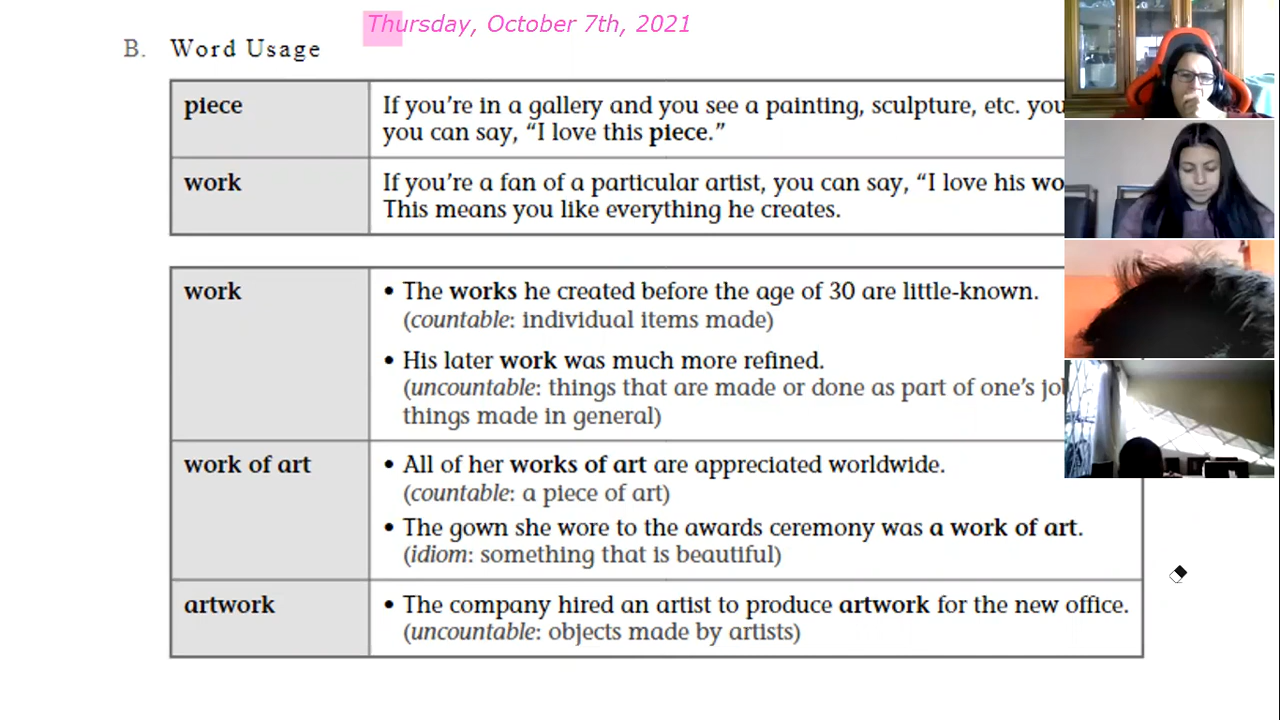 Thursday, October 7th, 2021
B. Word Usage
piece
If you're in a gallery and you see a painting, sculpture, etc. you
you can say, “I love this piece.”
work
If you're a fan of a particular artist, you can say, “I love his
This means you like everything he creates.
work
• The works he created before the age of 30 are little-known.
(countable: individual items made)
• His later work was much more refined.
(uncountable: things that are made or done as part of one's
things made in general)
work of art
• All of her works of art are appreciated worldwide.
(countable: a piece of art)
• The gown she wore to the awards ceremony was a work of art.
(idiom: something that is beautiful)
artwork
• The company hired an artist to produce artwork for the new office.
(uncountable: objects made by artists)